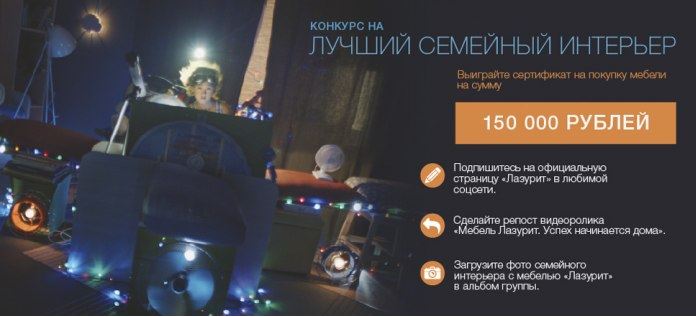 КОНКУРС НА
ЛУЧШИЙ СЕМЕЙНЫЙ ИНТЕРЬЕР
Выиграйте сертификат на покупку мебели
на сумму
150 000 РУБЛЕЙ
Подпишитесь на официальную
страницу «Лазурит» в любимой
соцсети.
Сделайте репост видеоролика
«Мебель Лазурит. Успех начинается дома».
Загрузите фото семейного
интерьера с мебелью «Лазурит»
в альбом группы.